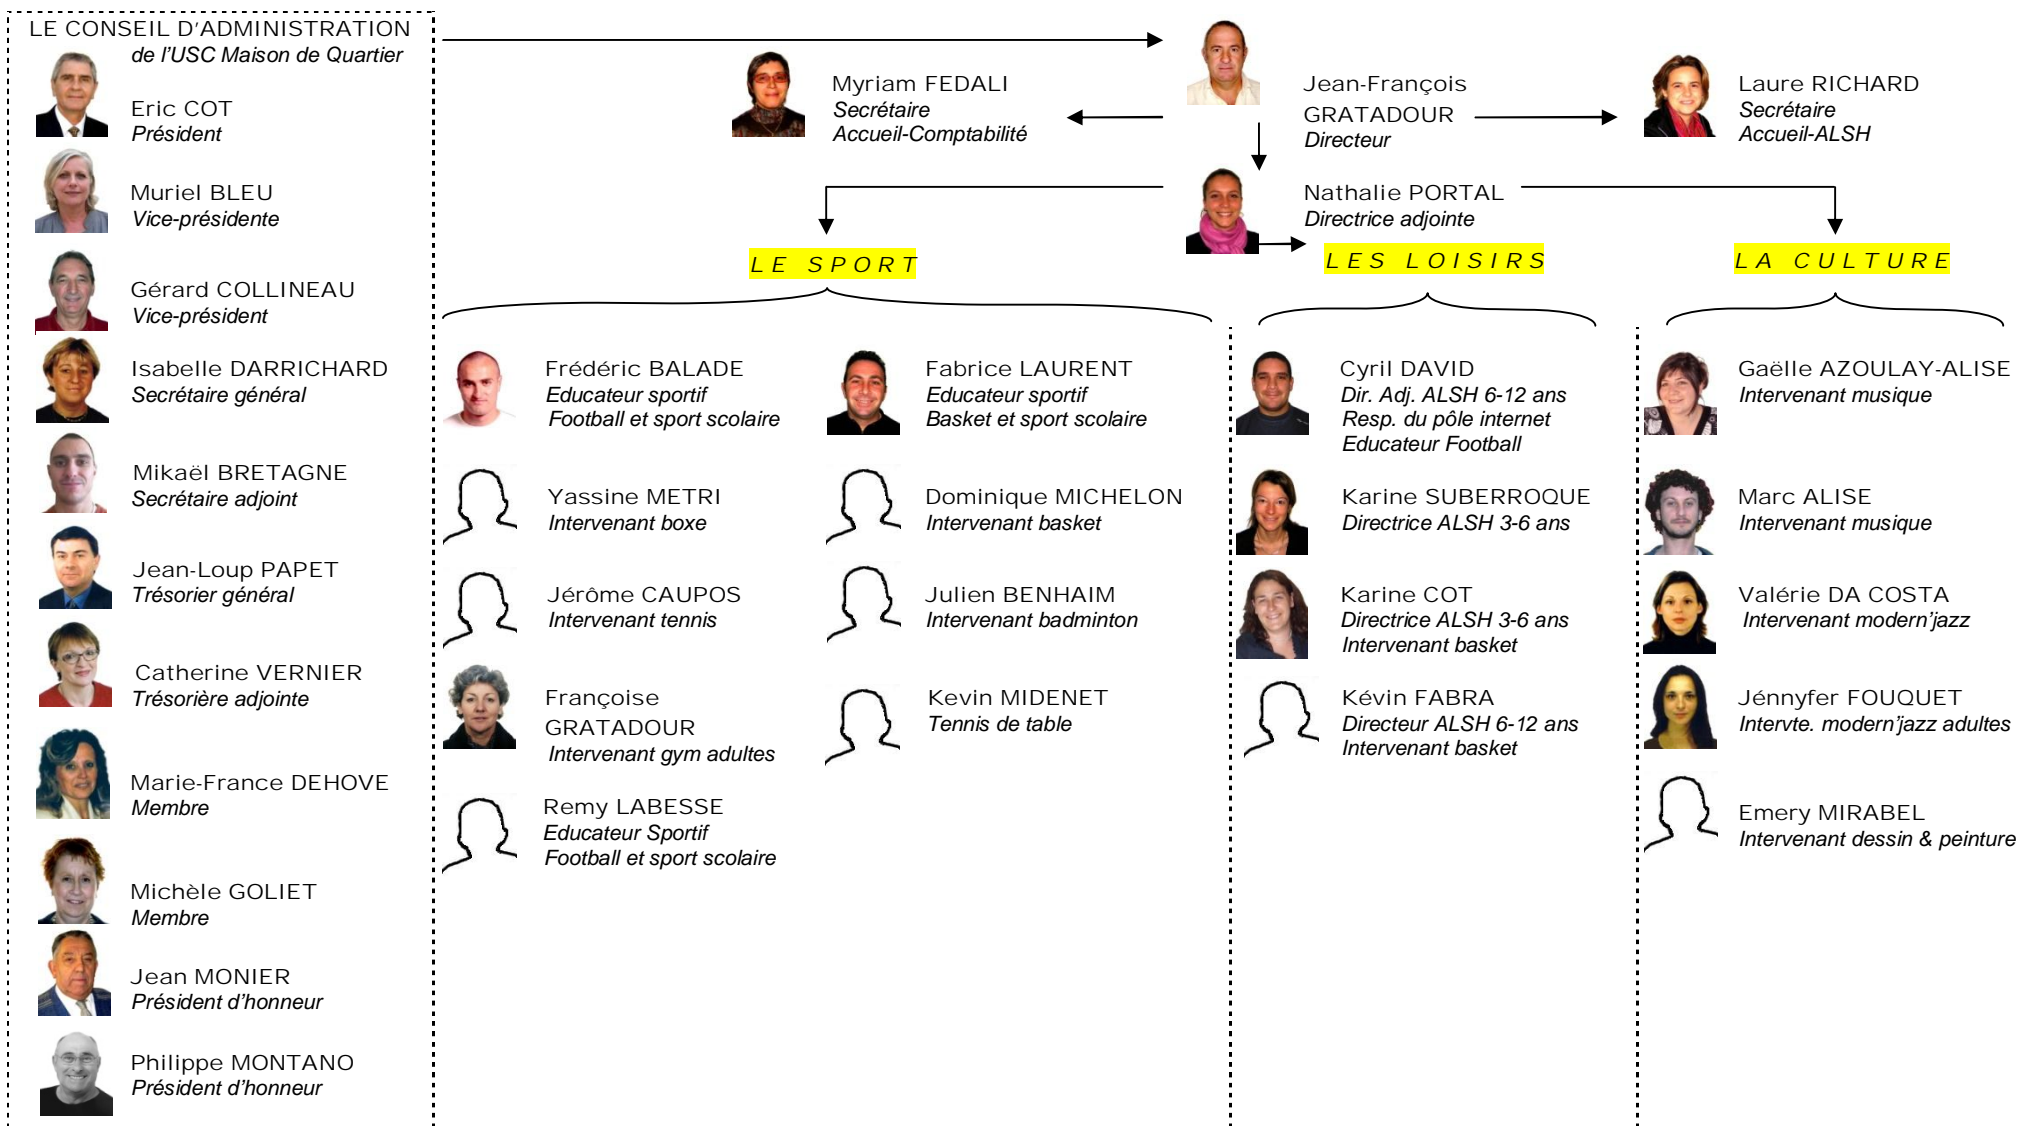 LE CONSEIL D'ADMINISTRATION
de l'USC Maison de Quartier
Eric COT
Président
Muriel BLEU
Vice-présidente
Gérard COLLINEAU
Vice-président
Isabelle DARRICHARD
Secrétaire général
Mikaël BRETAGNE
Secrétaire adjoint
Jean-Loup PAPET
Trésorier général
Catherine VERNIER
Trésorière adjointe
Marie-France DEHOVE
Membre
Michèle GOLIET
Membre
Jean MONIER
Président d'honneur
Philippe MONTANO
Président d'honneur
Myriam FEDALI
Secrétaire
Accueil-Comptabilité
Jean-François
GRATADOUR
Directeur
Laure RICHARD
Secrétaire
Accueil-ALSH
Nathalie PORTAL
Directrice adjointe
LE SPORT
Frédéric BALADE
Educateur sportif
Football et sport scolaire
Yassine METRI
Intervenant boxe
Jérôme CAUPOS
Intervenant tennis
Françoise
GRATADOUR
Intervenant gym adultes
Remy LABESSE
Educateur Sportif
Football et sport scolaire
Fabrice LAURENT
Educateur sportif
Basket et sport scolaire
Dominique MICHELON
Intervenant basket
Julien BENHAIM
Intervenant badminton
Kevin MIDENET
Tennis de table
LES LOISIRS
Cyril DAVID
Dir. Adj. ALSH 6-12 ans
Resp. du pôle internet
Educateur Football
Karine SUBERROQUE
Directrice ALSH 3-6 ans
Karine COT
Directrice ALSH 3-6 ans
Intervenant basket
Kévin FABRA
Directeur ALSH 6-12 ans
Intervenant basket
LA CULTURE
Gaëlle AZOULAY-ALISE
Intervenant musique
Marc ALISE
Intervenant musique
Valérie DA COSTA
Intervenant modern'jazz
Jénnyfer FOUQUET
Intervte. modern'jazz adultes
Emery MIRABEL
Intervenant dessin & peinture